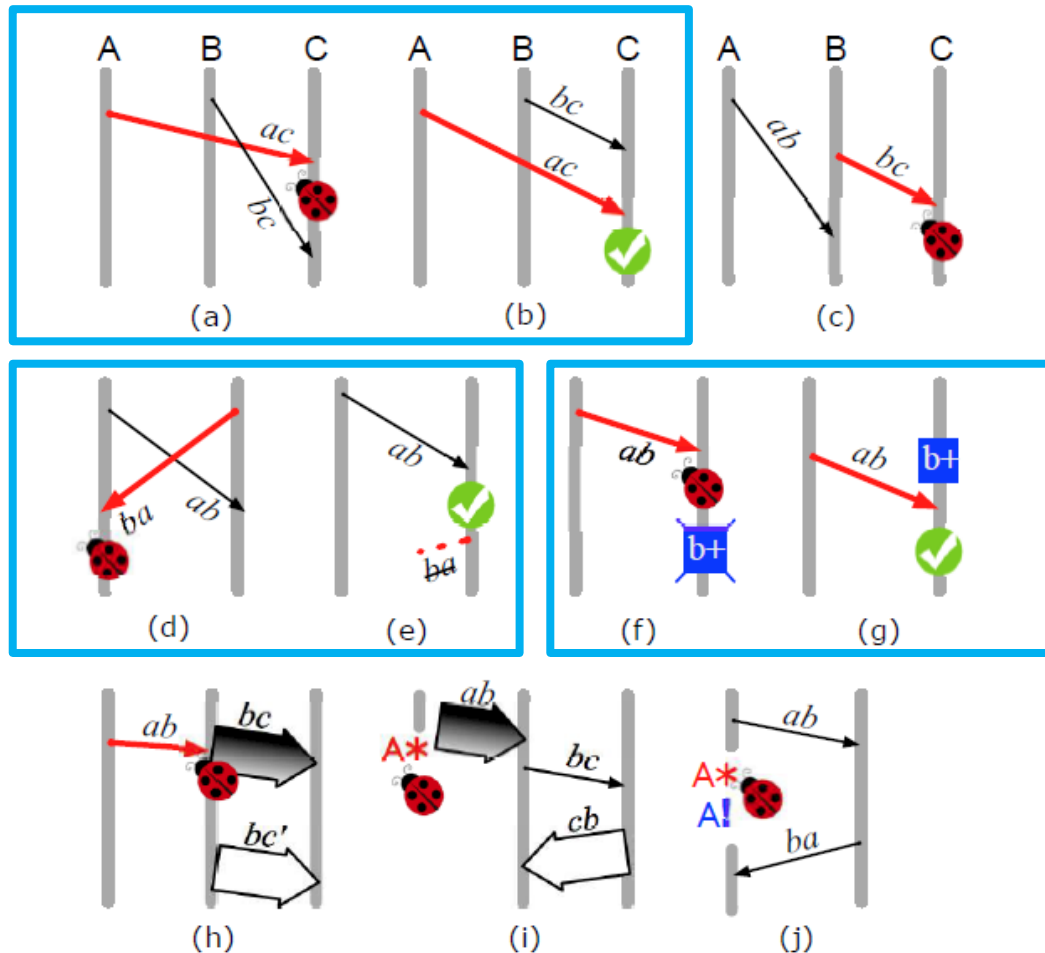 A B C A B C A B C
ac bc bc ac ab bc
(a) (b) (c)
ba ab ab ba ab b+ ab b+
(d) (e) (f) (g)
ab bc bc' A* ab bc cb A* A! ab ba
(h) (i) (j)